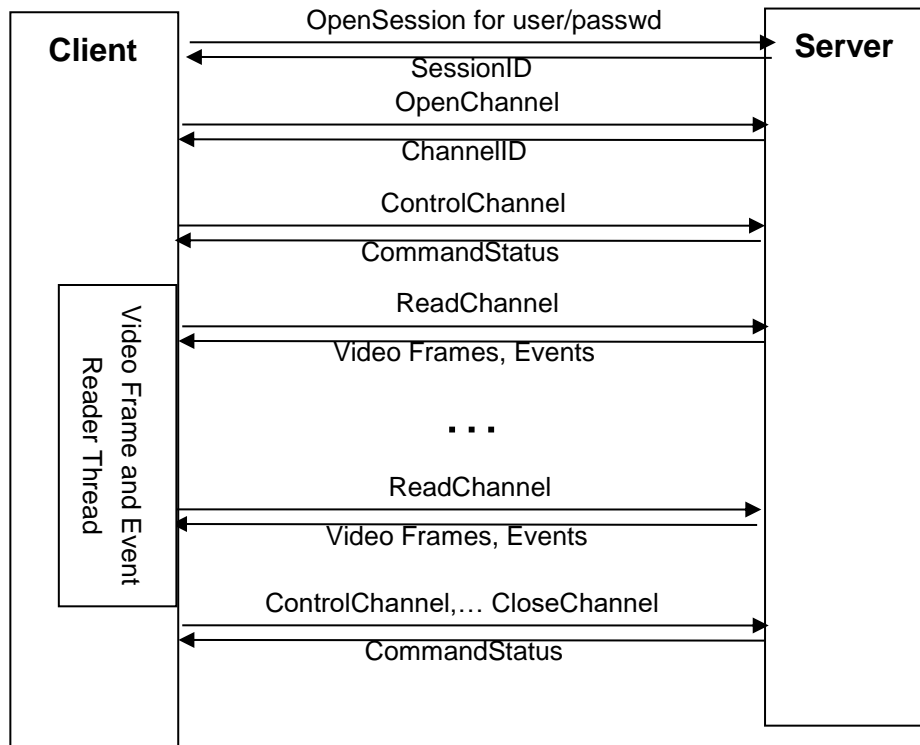 OpenSession for user/passwd
Client
Server
SessionID
OpenChannel
ChannelID
ControlChannel
CommandStatus
ReadChannel
Video Frames, Events
Video Frame and Event
Reader Thread
...
ReadChannel
Video Frames, Events
ControlChannel,… CloseChannel
CommandStatus